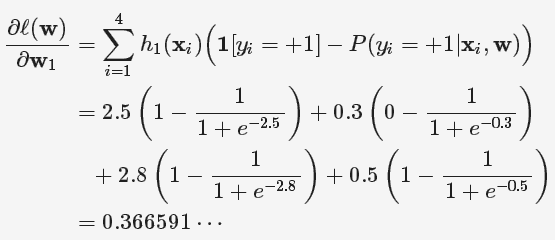 ∂ℓ(w)/∂w₁ = ∑_{i=1}^{4} h₁(xᵢ)(1[yᵢ = +1] − P(yᵢ = +1|xᵢ, w))
= 2.5 (1 − 1/(1 + e^{−2.5})) + 0.3 (0 − 1/(1 + e^{−0.3}))
+ 2.8 (1 − 1/(1 + e^{−2.8})) + 0.5 (1 − 1/(1 + e^{−0.5}))
= 0.366591 ⋯